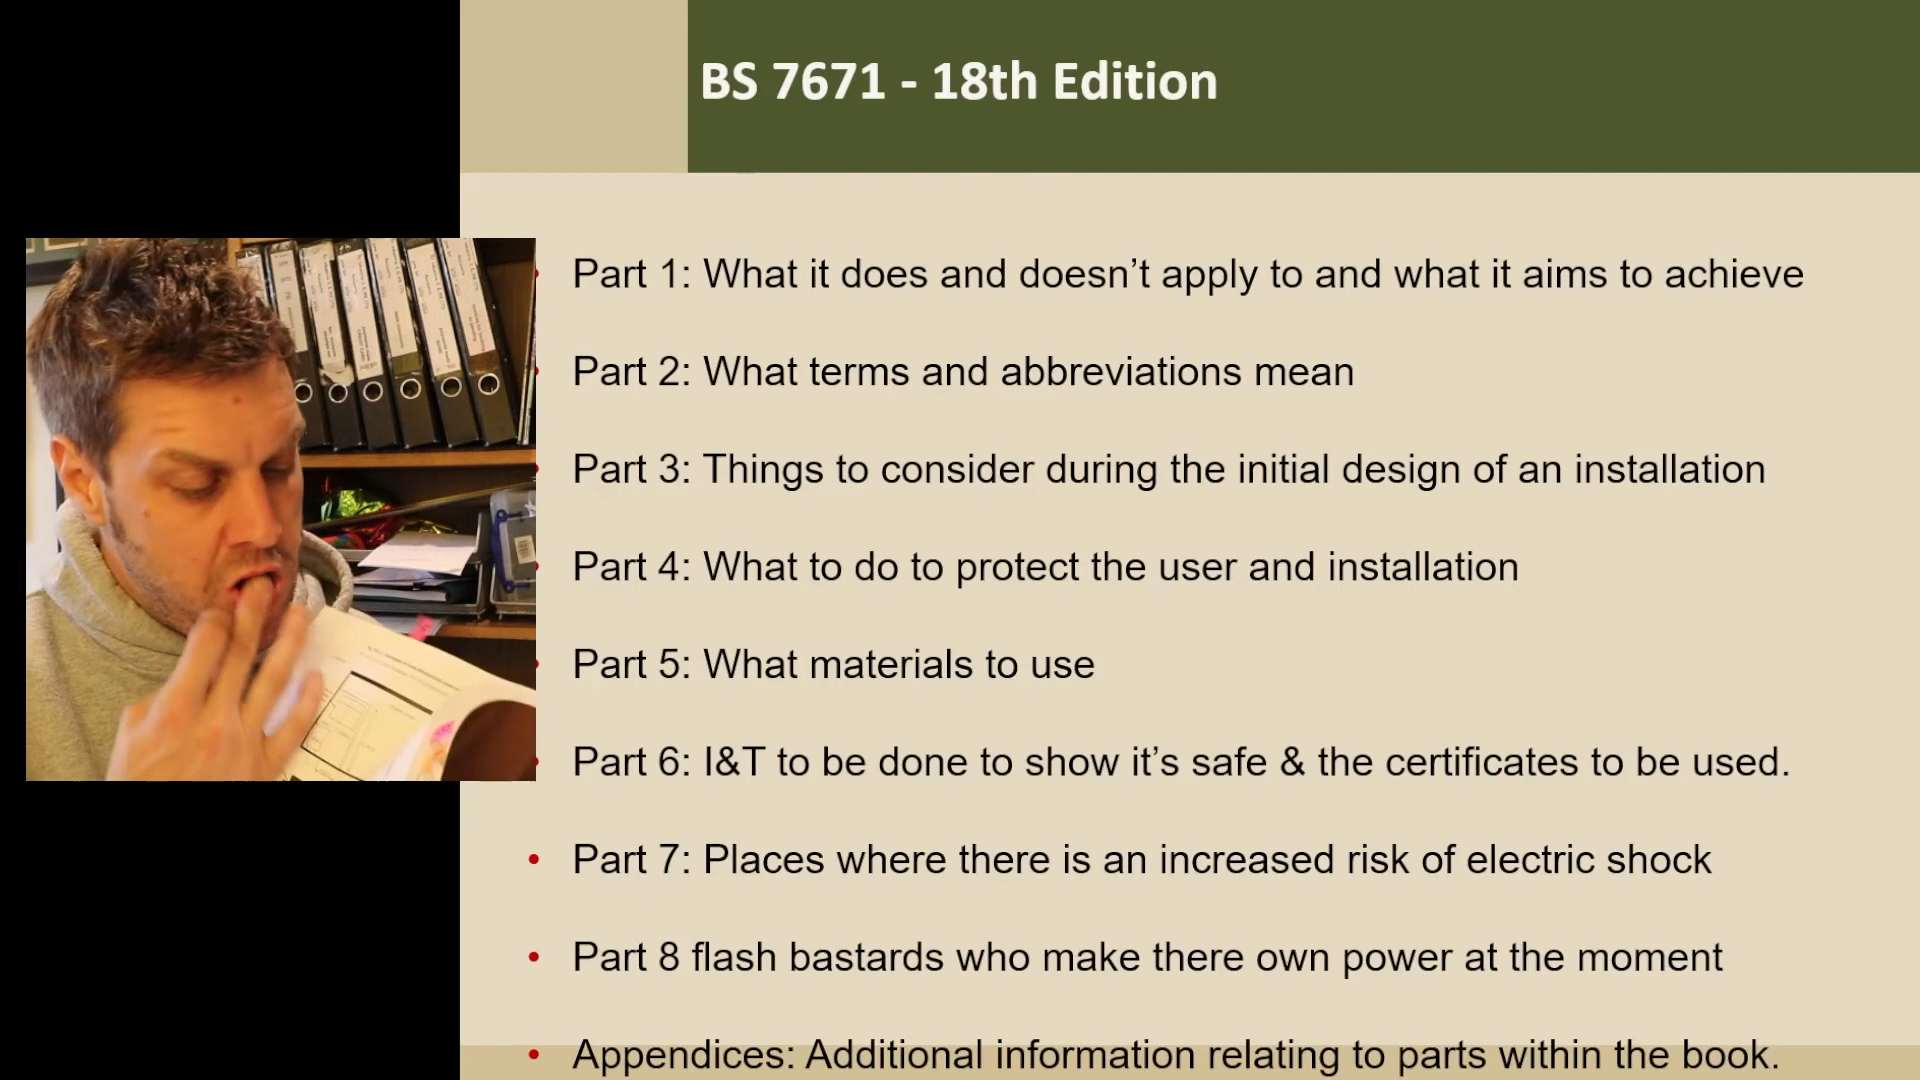 BS 7671 - 18th Edition
Part 1: What it does and doesn’t apply to and what it aims to achieve
Part 2: What terms and abbreviations mean
Part 3: Things to consider during the initial design of an installation
Part 4: What to do to protect the user and installation
Part 5: What materials to use
Part 6: I&T to be done to show it’s safe & the certificates to be used.
Part 7: Places where there is an increased risk of electric shock
Part 8 flash bastards who make there own power at the moment
Appendices: Additional information relating to parts within the book.